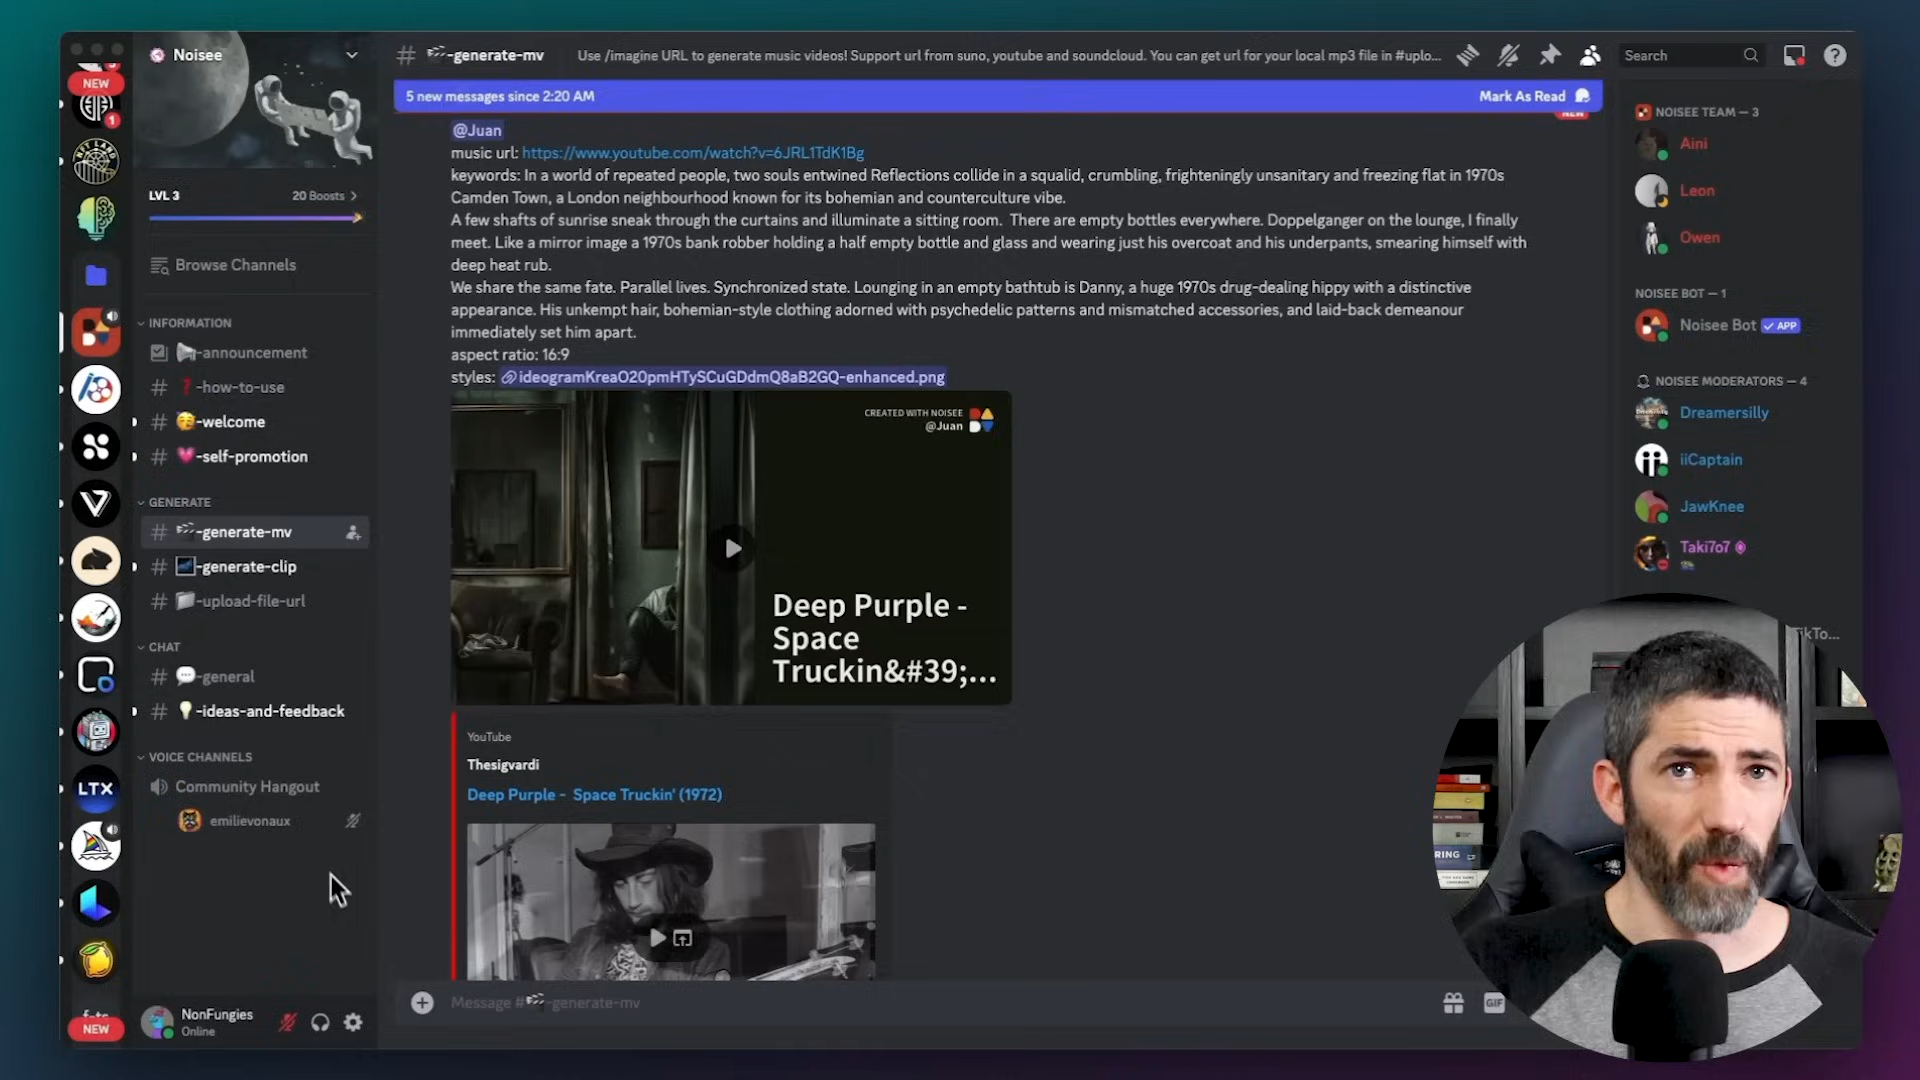 NEW
1
NFT LAND
LTX
NEW
Noisee
LVL 3
20 Boosts
Browse Channels
INFORMATION
-announcement
-how-to-use
-welcome
-self-promotion
GENERATE
-generate-mv
-generate-clip
-upload-file-url
CHAT
-general
-ideas-and-feedback
VOICE CHANNELS
Community Hangout
emilievonaux
NonFungies
Online
-generate-mv
Use /imagine URL to generate music videos! Support url from suno, youtube and soundcloud. You can get url for your local mp3 file in #uplo...
Search
5 new messages since 2:20 AM
Mark As Read
NEW
@Juan
music url: https://www.youtube.com/watch?v=6JRL1TdK1Bg
keywords: In a world of repeated people, two souls entwined Reflections collide in a squalid, crumbling, frighteningly unsanitary and freezing flat in 1970s
Camden Town, a London neighbourhood known for its bohemian and counterculture vibe.
A few shafts of sunrise sneak through the curtains and illuminate a sitting room. There are empty bottles everywhere. Doppelganger on the lounge, I finally
meet. Like a mirror image a 1970s bank robber holding a half empty bottle and glass and wearing just his overcoat and his underpants, smearing himself with
deep heat rub.
We share the same fate. Parallel lives. Synchronized state. Lounging in an empty bathtub is Danny, a huge 1970s drug-dealing hippy with a distinctive
appearance. His unkempt hair, bohemian-style clothing adorned with psychedelic patterns and mismatched accessories, and laid-back demeanour
immediately set him apart.
aspect ratio: 16:9
styles: ideogramKreaO20pmHTySCuGDdmQ8aB2GQ-enhanced.png
CREATED WITH NOISEE
@Juan
Deep Purple -
Space
Truckin&#39;...
YouTube
Thesigvardi
Deep Purple - Space Truckin' (1972)
Message #-generate-mv
GIF
NOISEE TEAM — 3
Aini
Leon
Owen
NOISEE BOT — 1
Noisee Bot APP
NOISEE MODERATORS — 4
Dreamersilly
iiCaptain
JawKnee
Taki7o7
kTo...
RING